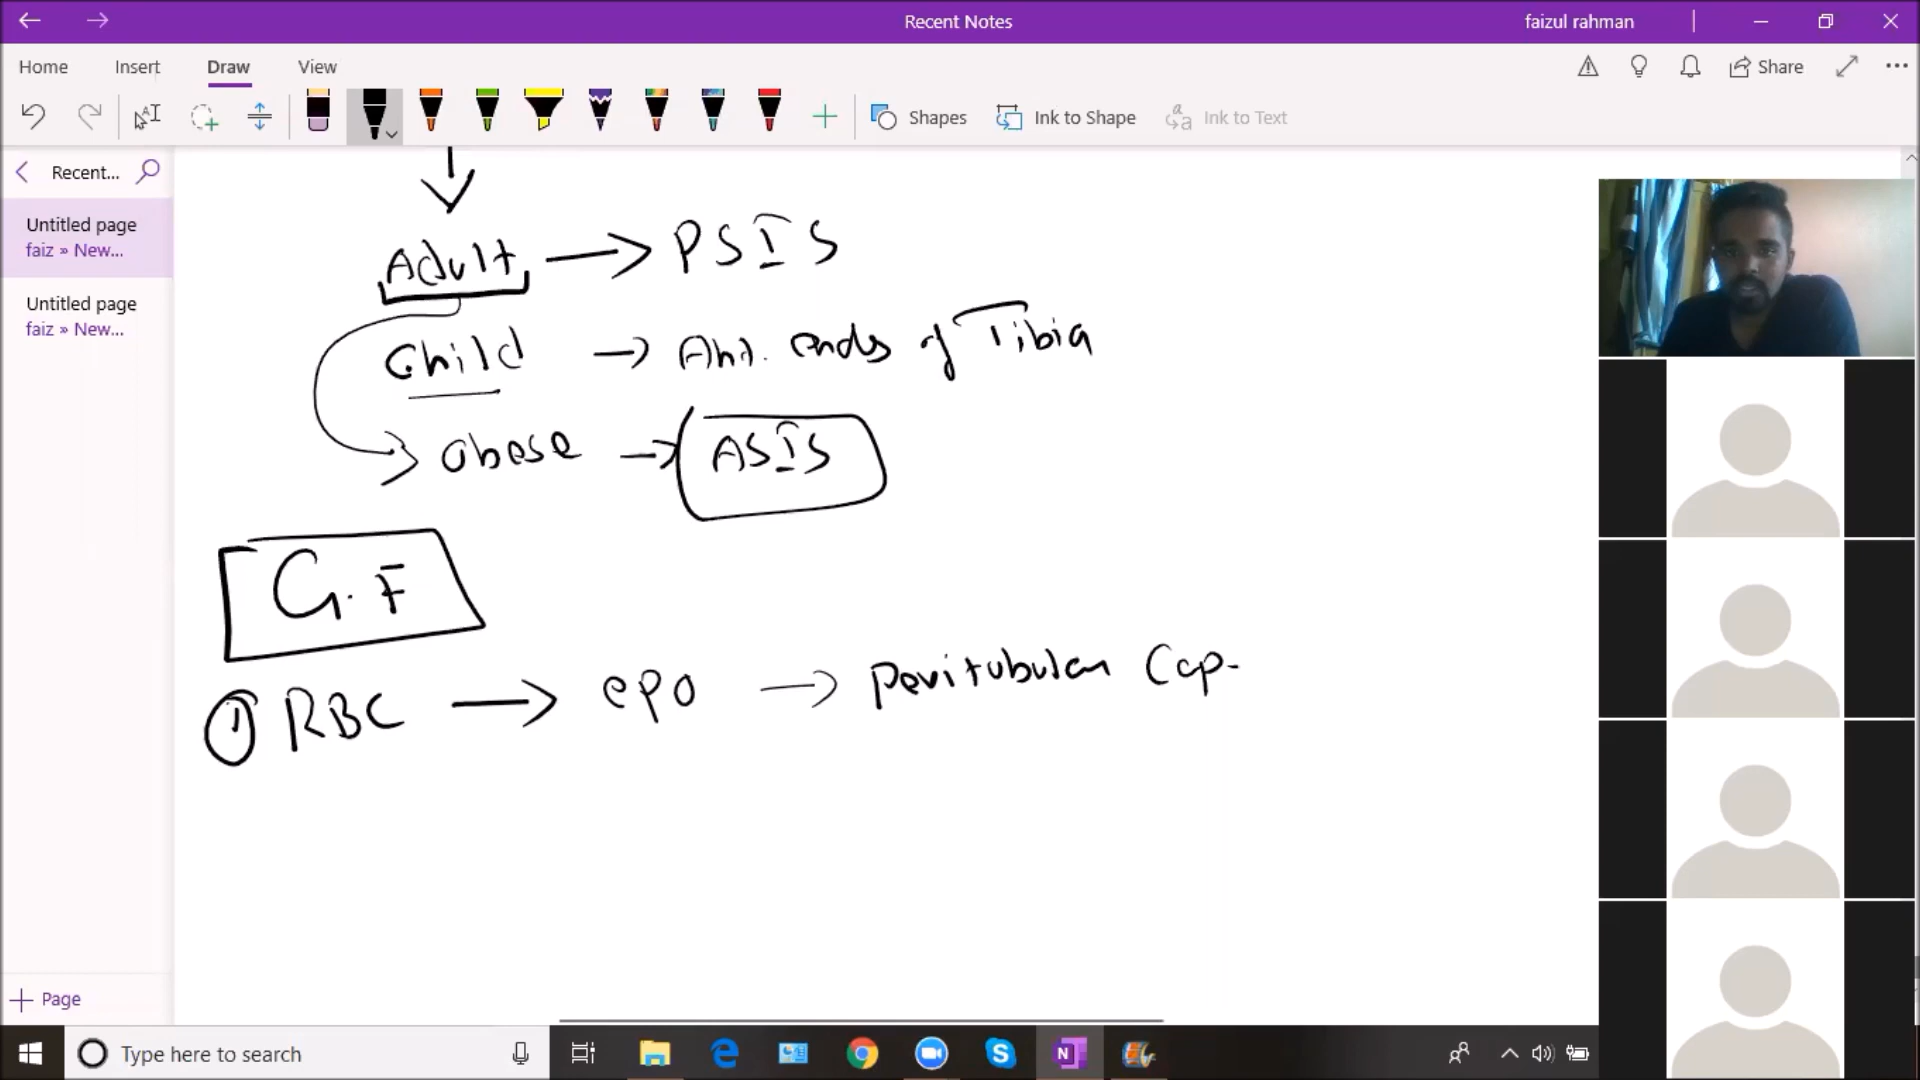 Recent Notes
faizul rahman
Home Insert Draw View
Share
Shapes Ink to Shape Ink to Text
Recent...
Untitled page
faiz » New...
Untitled page
faiz » New...
Adult → PSIS
Child → Ant. ends of Tibia
obese → ASIS
G.F
① RBC → epo → Peritubular Cap-
+ Page
Type here to search